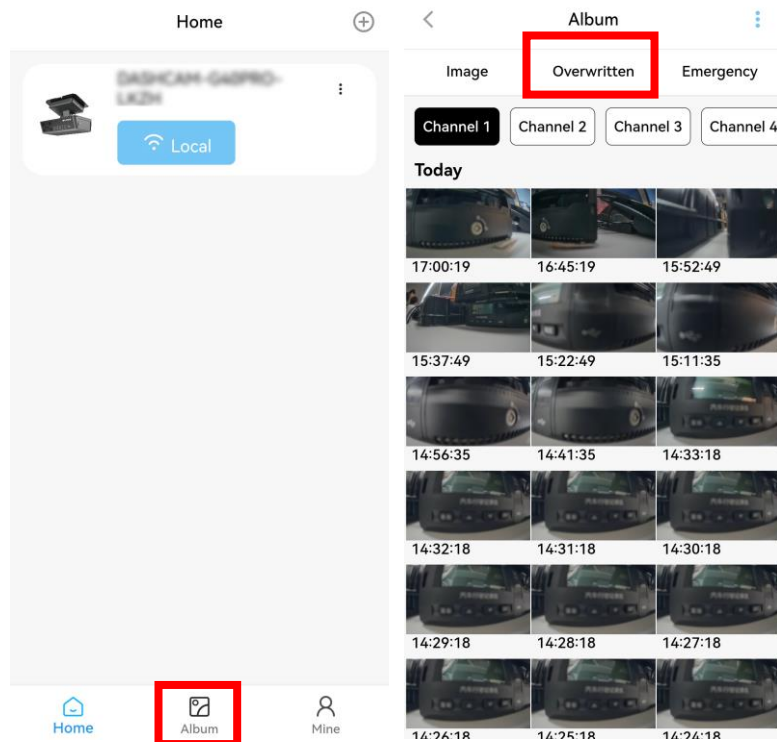 Home
Local
Home
Album
Mine
Album
Image
Overwritten
Emergency
Channel 1
Channel 2
Channel 3
Channel 4
Today
17:00:19
16:45:19
15:52:49
15:37:49
15:22:49
15:11:35
14:56:35
14:41:35
14:33:18
14:32:18
14:31:18
14:30:18
14:29:18
14:28:18
14:27:18
14:26:18
14:25:18
14:24:18